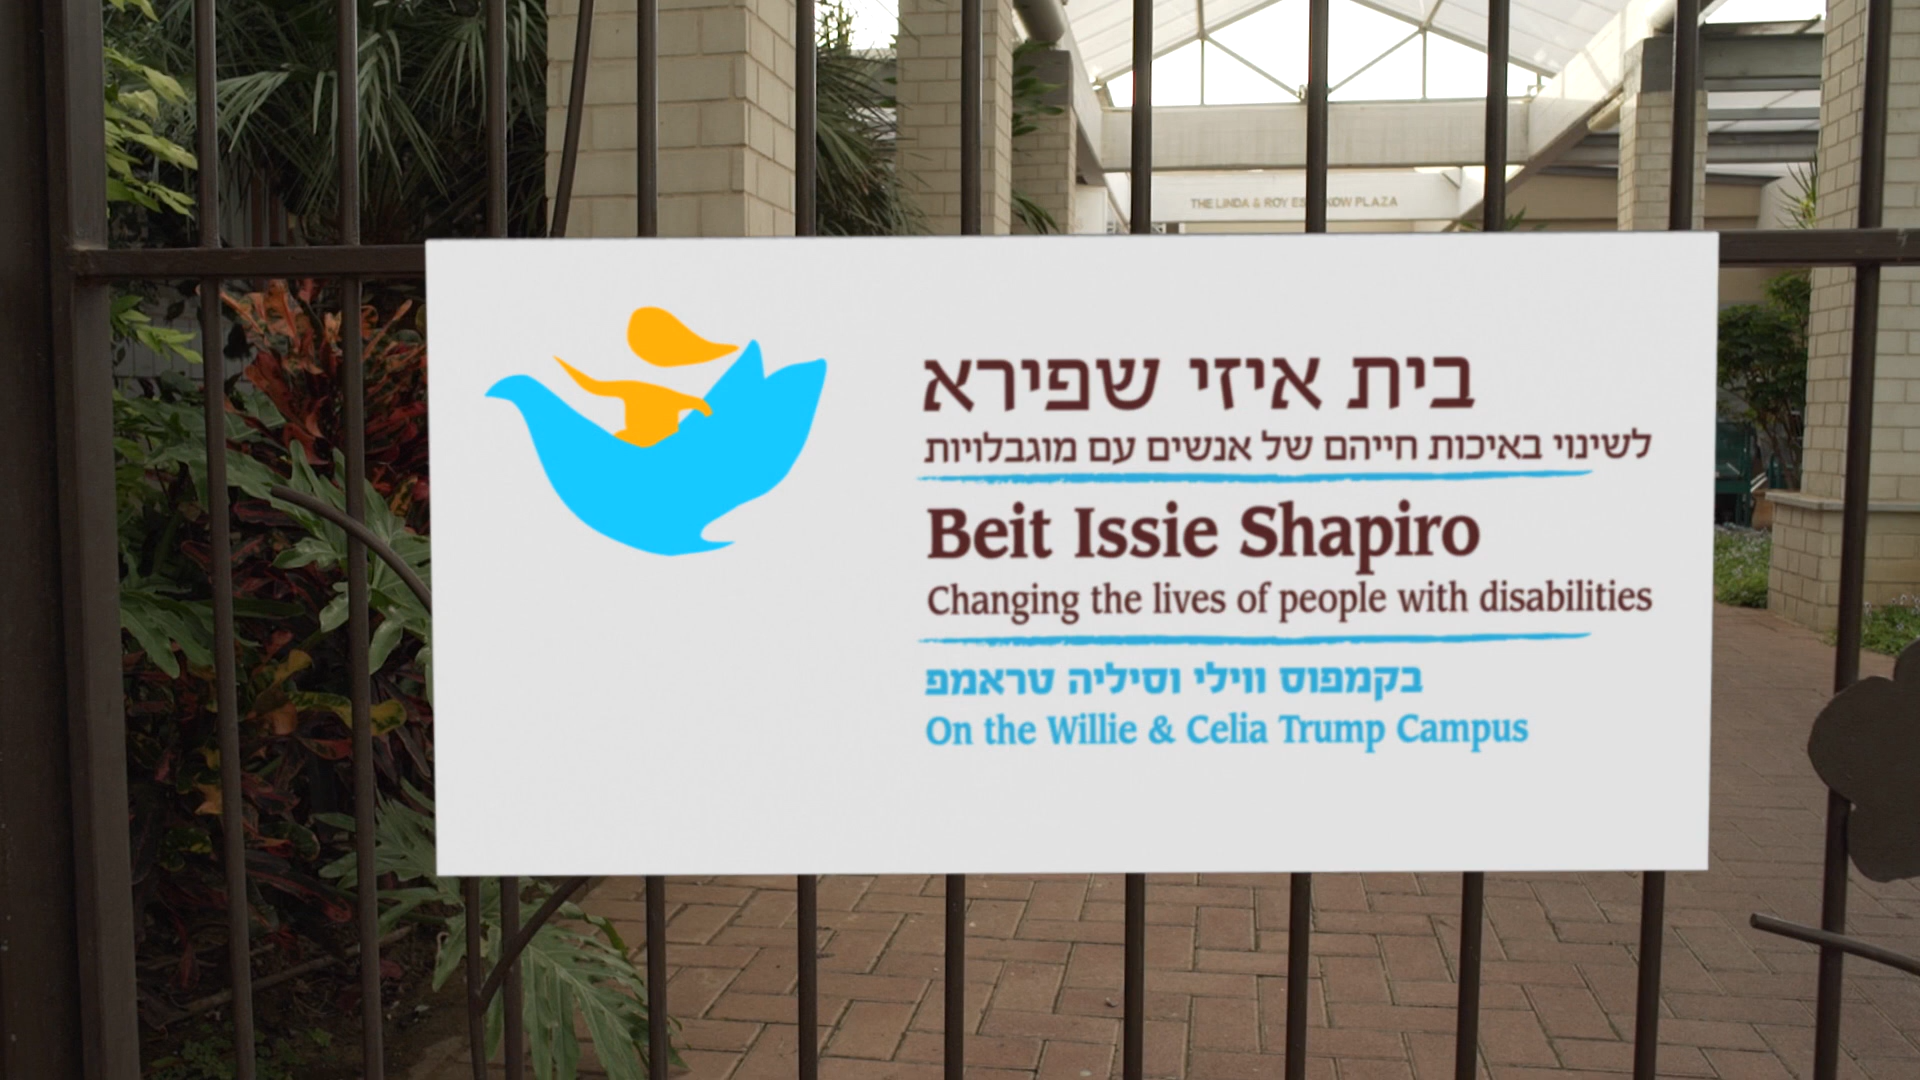 THE LINDA & ROY PLAZA
בית איזי שפירא
לשינוי באיכות חייהם של אנשים עם מוגבלויות
Beit Issie Shapiro
Changing the lives of people with disabilities
בקמפוס ווילי וסיליה טראמפ
On the Willie & Celia Trump Campus